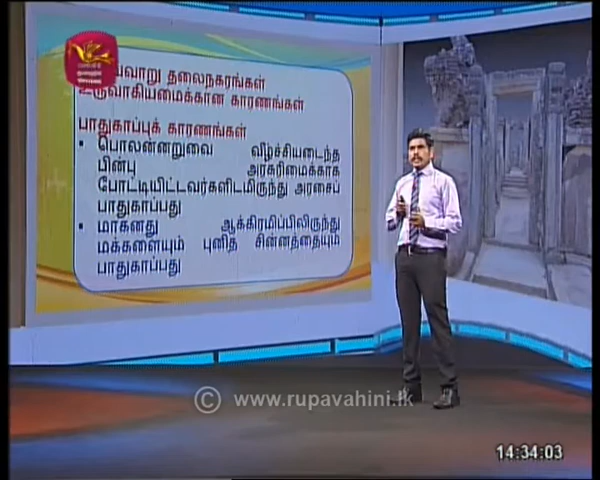 தலைநகரங்கள்
உருவாகியமைக்கான காரணங்கள்
பாதுகாப்புக் காரணங்கள்
• பொலன்னறுவை வீழ்ச்சியடைந்த
பின்பு அரசுரிமைக்காக
போட்டியிட்டவர்களிடமிருந்து அரசைப்
பாதுகாப்பது
• மாகனது ஆக்கிரமிப்பிலிருந்து
மக்களையும் புனித சின்னத்தையும்
பாதுகாப்பது
© www.rupavahini.lk
14:34:03